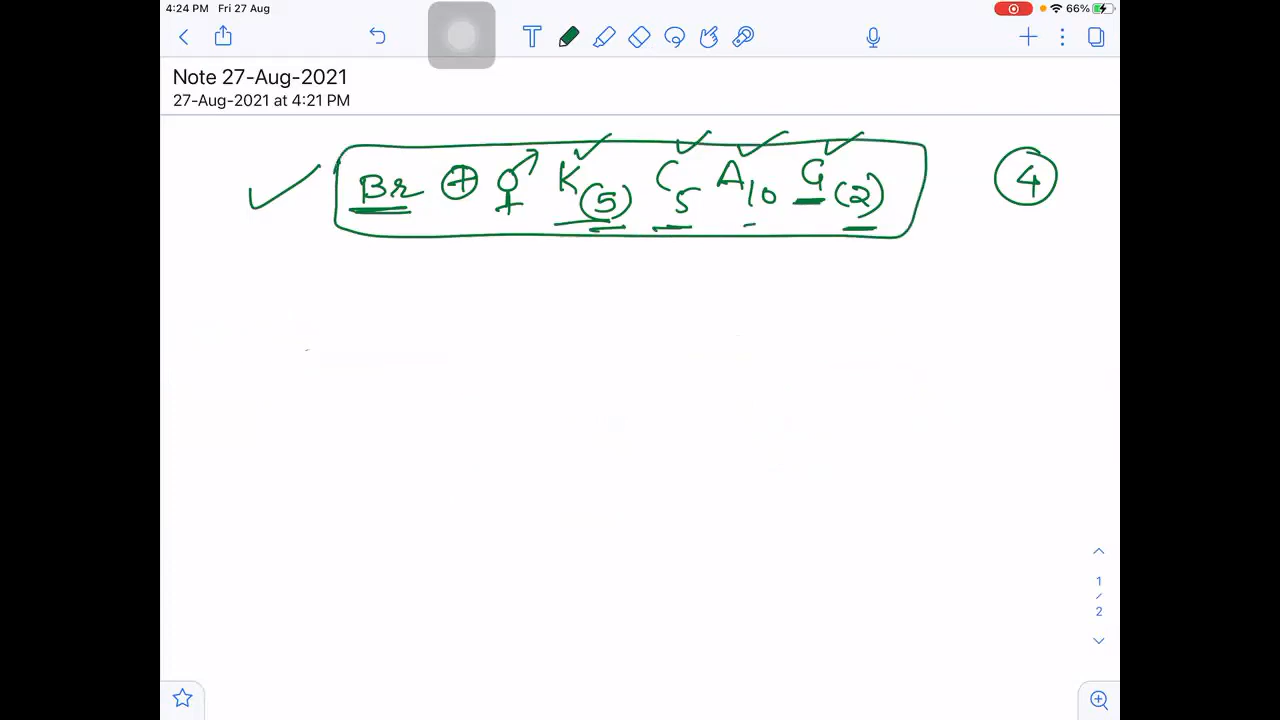 4:24 PM Fri 27 Aug
66%
T
Note 27-Aug-2021
27-Aug-2021 at 4:21 PM
Br ⊕ ⚥ K(5) C5 A10 G(2) 4
1
/
2